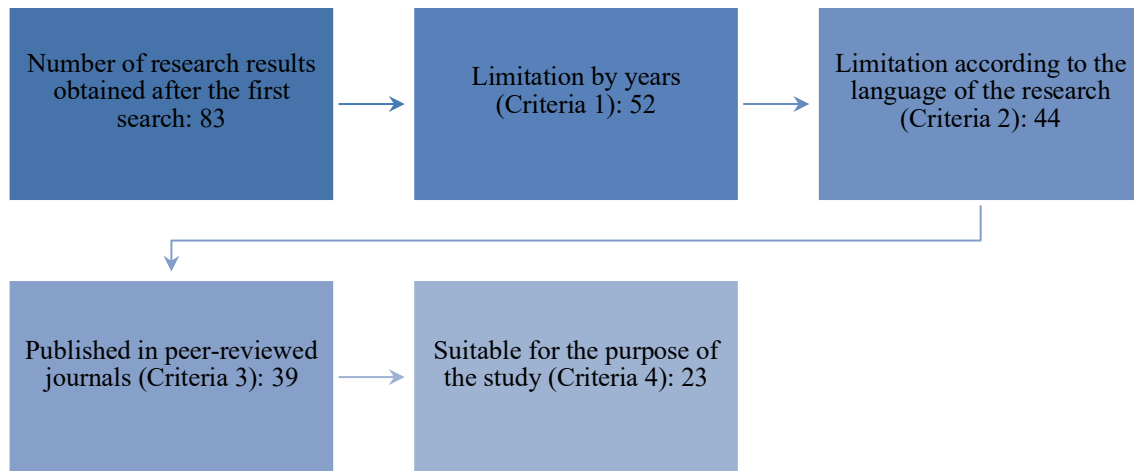 Number of research results
obtained after the first
search: 83
Limitation by years
(Criteria 1): 52
Limitation according to the
language of the research
(Criteria 2): 44
Published in peer-reviewed
journals (Criteria 3): 39
Suitable for the purpose of
the study (Criteria 4): 23